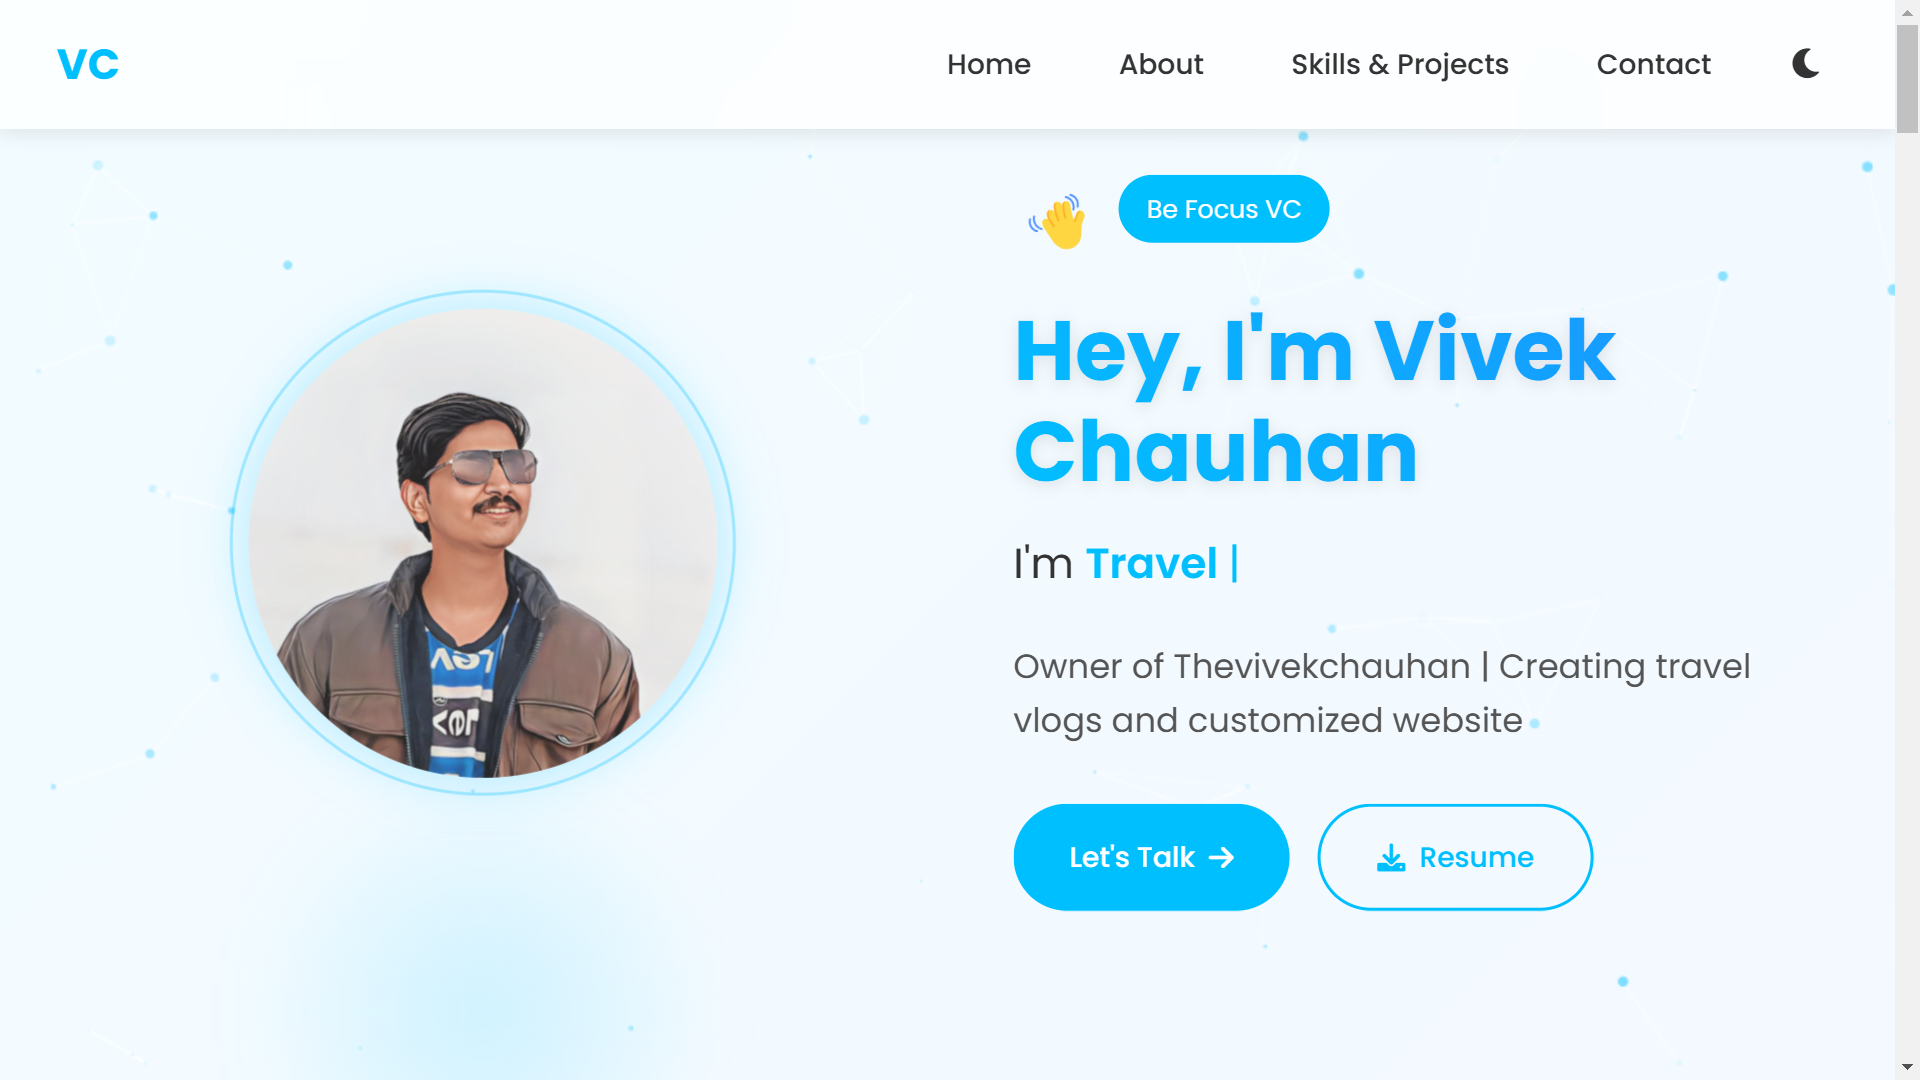 VC
Home
About
Skills & Projects
Contact
Be Focus VC
Hey, I'm Vivek
Chauhan
I'm Travel |
Owner of Thevivekchauhan | Creating travel
vlogs and customized website
Let's Talk
Resume